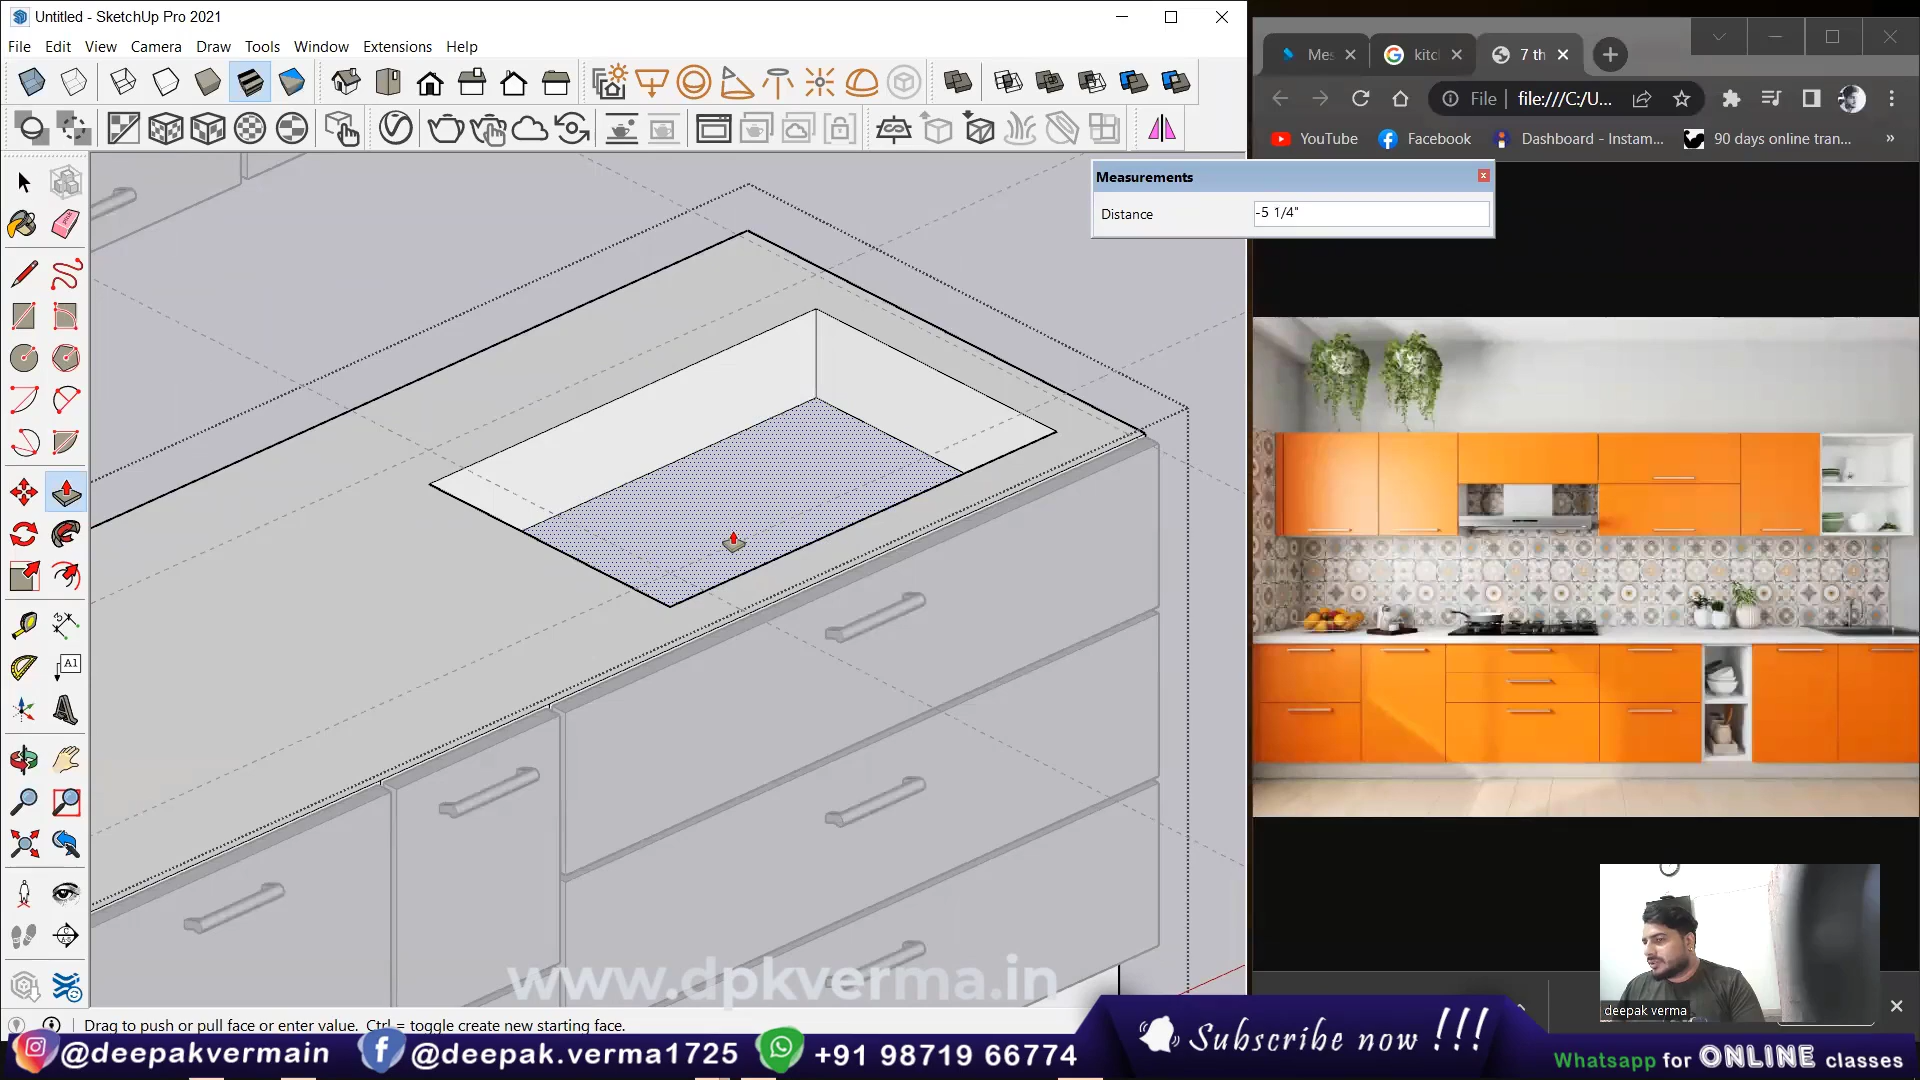 Untitled - SketchUp Pro 2021
File Edit View Camera Draw Tools Window Extensions Help
Mes
kitcl
7 th
File
file:///C:/U...
YouTube
Facebook
Dashboard - Instam...
90 days online tran...
»
Measurements
Distance
-5 1/4"
A1
www.dpkverma.in
deepak verma
Drag to push or pull face or enter value. Ctrl = toggle create new starting face.
@deepakvermain
@deepak.verma1725
+91 98719 66774
Subscribe now !!!
Whatsapp for ONLINE classes